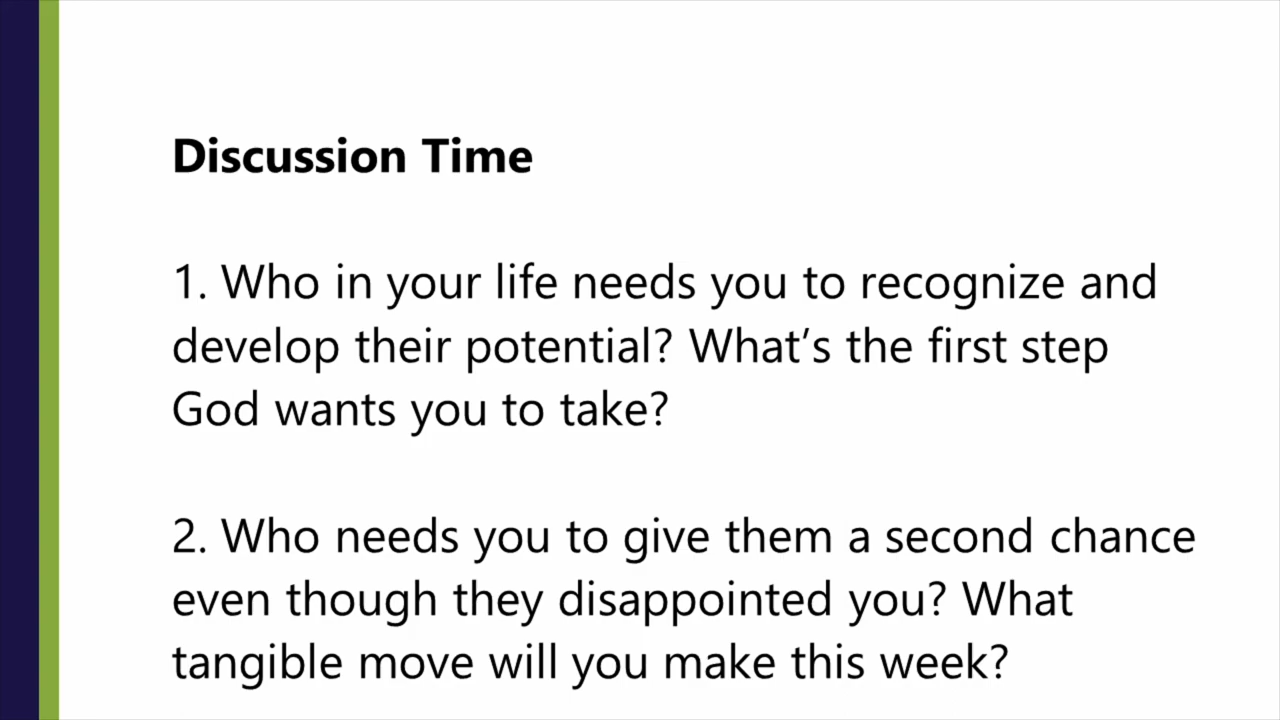 Discussion Time
1. Who in your life needs you to recognize and
develop their potential? What’s the first step
God wants you to take?
2. Who needs you to give them a second chance
even though they disappointed you? What
tangible move will you make this week?